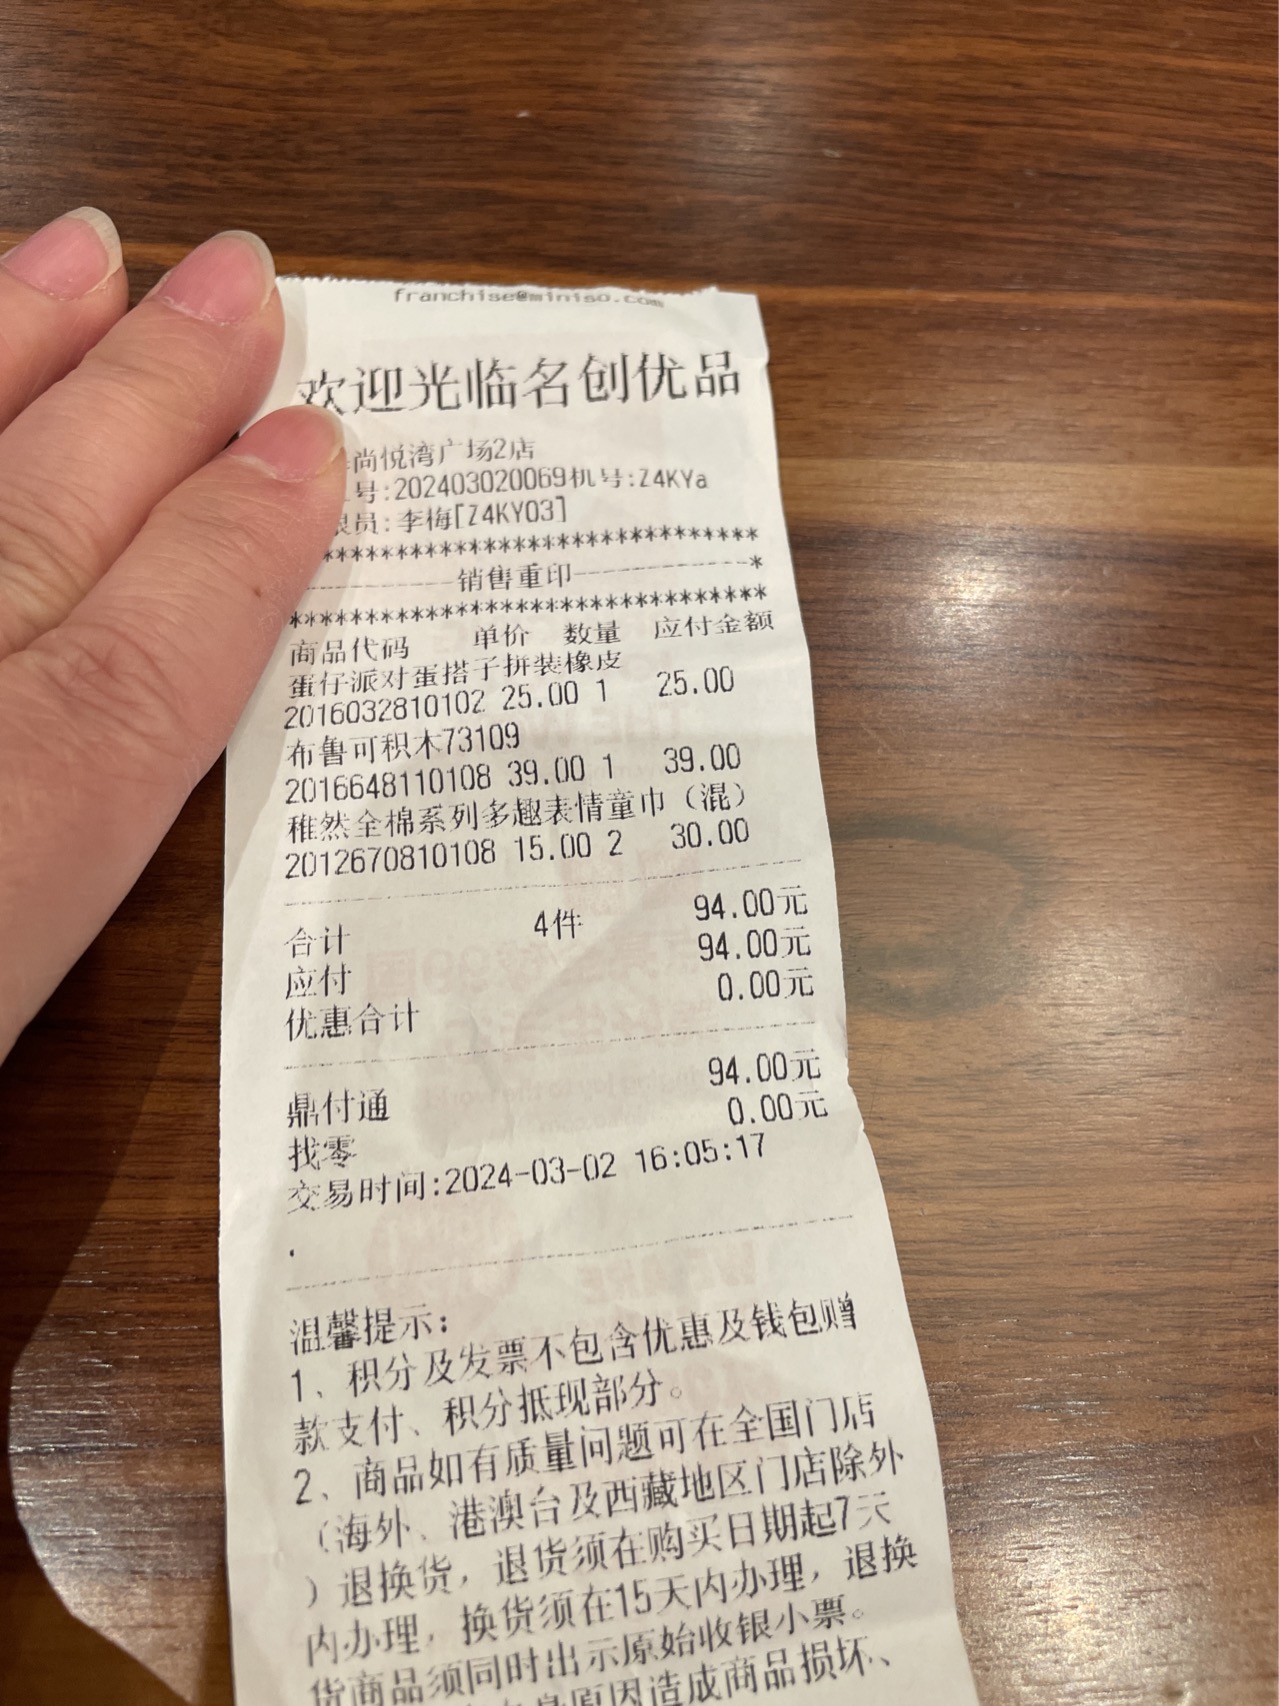 franchise@miniso.com
欢迎光临名创优品
尚悦湾广场2店
号:202403020069机号:Z4KYa
员:李梅[Z4KY03]
******************************
销售重印-----------*
********************************
商品代码 单价 数量 应付金额
蛋仔派对蛋搭子拼装橡皮
2016032810102 25.00 1 25.00
布鲁可积木73109
2016648110108 39.00 1 39.00
稚然全棉系列多趣表情童巾（混）
2012670810108 15.00 2 30.00
合计 4件 94.00元
应付 94.00元
优惠合计 0.00元
鼎付通 94.00元
找零 0.00元
交易时间:2024-03-02 16:05:17
.
温馨提示:
1、积分及发票不包含优惠及钱包赠
款支付、积分抵现部分。
2、商品如有质量问题可在全国门店
（海外、港澳台及西藏地区门店除外
）退换货，退货须在购买日期起7天
内办理，换货须在15天内办理，退换
货商品须同时出示原始收银小票。
身原因造成商品损坏、